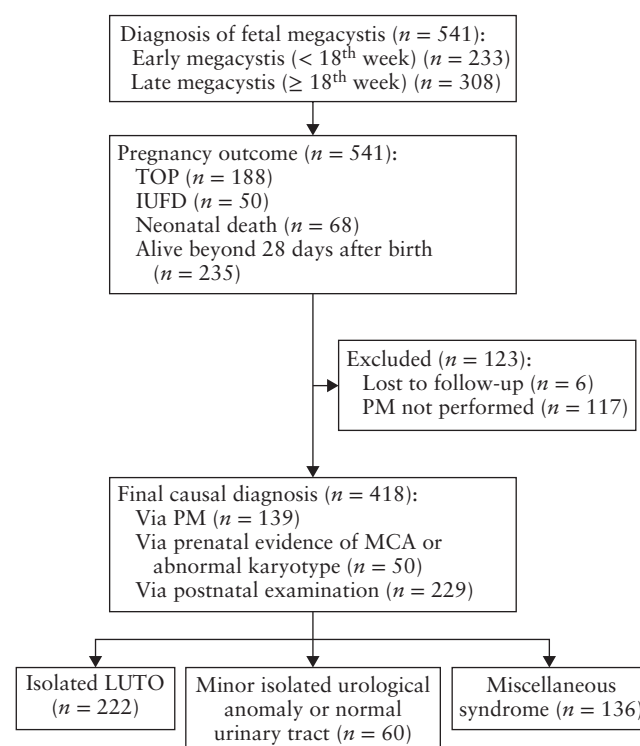 Diagnosis of fetal megacystis (n = 541):
Early megacystis (< 18th week) (n = 233)
Late megacystis (≥ 18th week) (n = 308)
Pregnancy outcome (n = 541):
TOP (n = 188)
IUFD (n = 50)
Neonatal death (n = 68)
Alive beyond 28 days after birth
(n = 235)
Excluded (n = 123):
Lost to follow-up (n = 6)
PM not performed (n = 117)
Final causal diagnosis (n = 418):
Via PM (n = 139)
Via prenatal evidence of MCA or
abnormal karyotype (n = 50)
Via postnatal examination (n = 229)
Isolated LUTO
(n = 222)
Minor isolated urological
anomaly or normal
urinary tract (n = 60)
Miscellaneous
syndrome (n = 136)